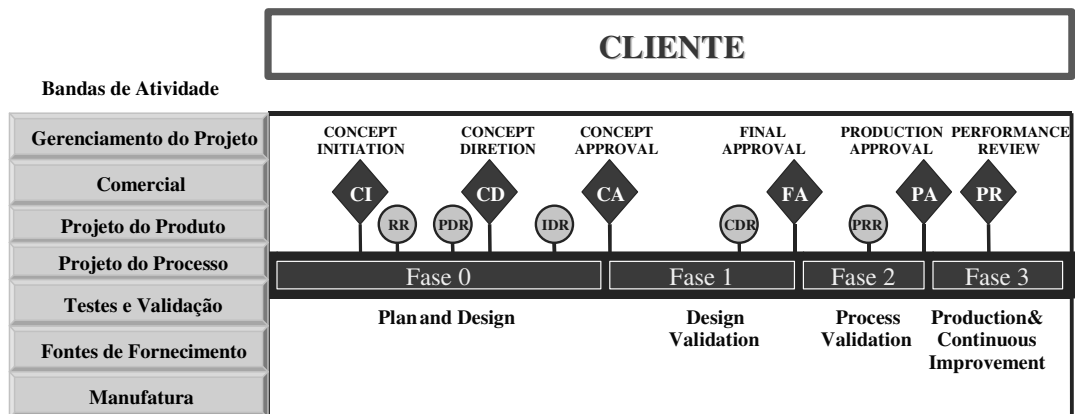 CLIENTE
Bandas de Atividade
Gerenciamento do Projeto
Comercial
Projeto do Produto
Projeto do Processo
Testes e Validação
Fontes de Fornecimento
Manufatura
CONCEPT
INITIATION
CONCEPT
DIRETION
CONCEPT
APPROVAL
FINAL
APPROVAL
PRODUCTION
APPROVAL
PERFORMANCE
REVIEW
CI
CD
CA
FA
PA
PR
RR
PDR
IDR
CDR
PRR
Fase 0
Fase 1
Fase 2
Fase 3
Plan and Design
Design
Validation
Process
Validation
Production&
Continuous
Improvement